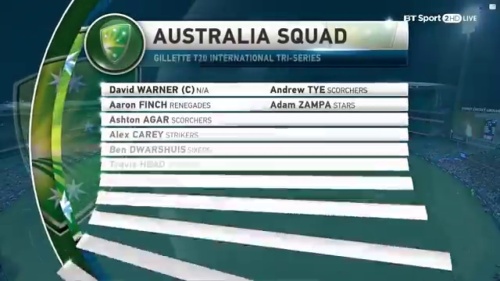 BT Sport 2HD LIVE
AUSTRALIA SQUAD
GILLETTE T20 INTERNATIONAL TRI-SERIES
David WARNER (C) N/A
Aaron FINCH RENEGADES
Ashton AGAR SCORCHERS
Alex CAREY STRIKERS
Ben DWARSHUIS SIXERS
Travis HEAD
Andrew TYE SCORCHERS
Adam ZAMPA STARS